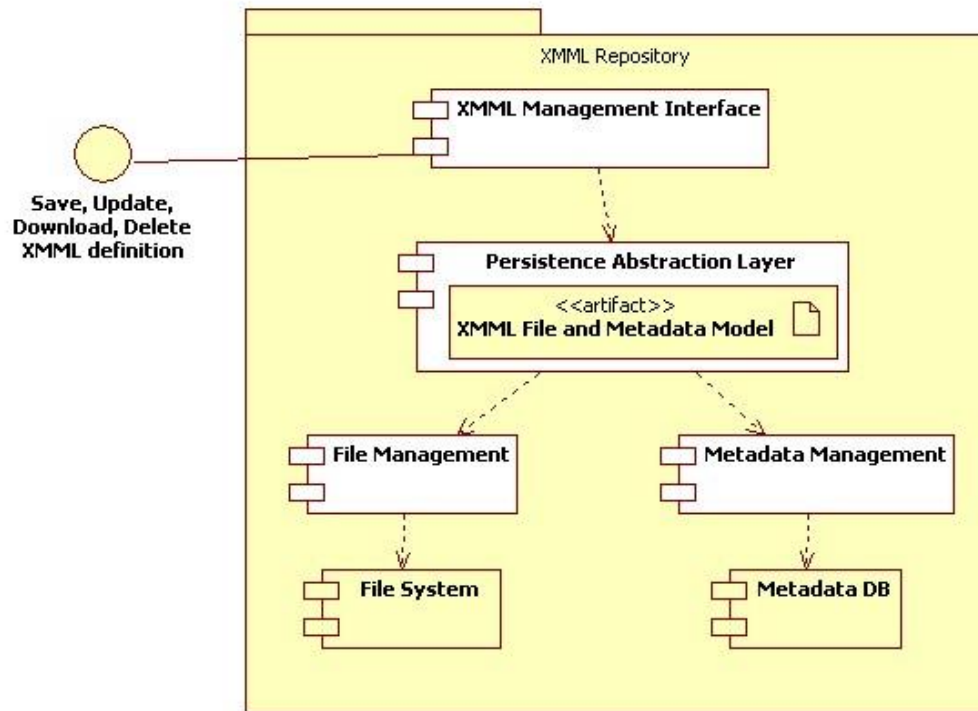 XMML Repository
XMML Management Interface
Save, Update,
Download, Delete
XMML definition
Persistence Abstraction Layer
<<artifact>>
XMML File and Metadata Model
File Management
Metadata Management
File System
Metadata DB